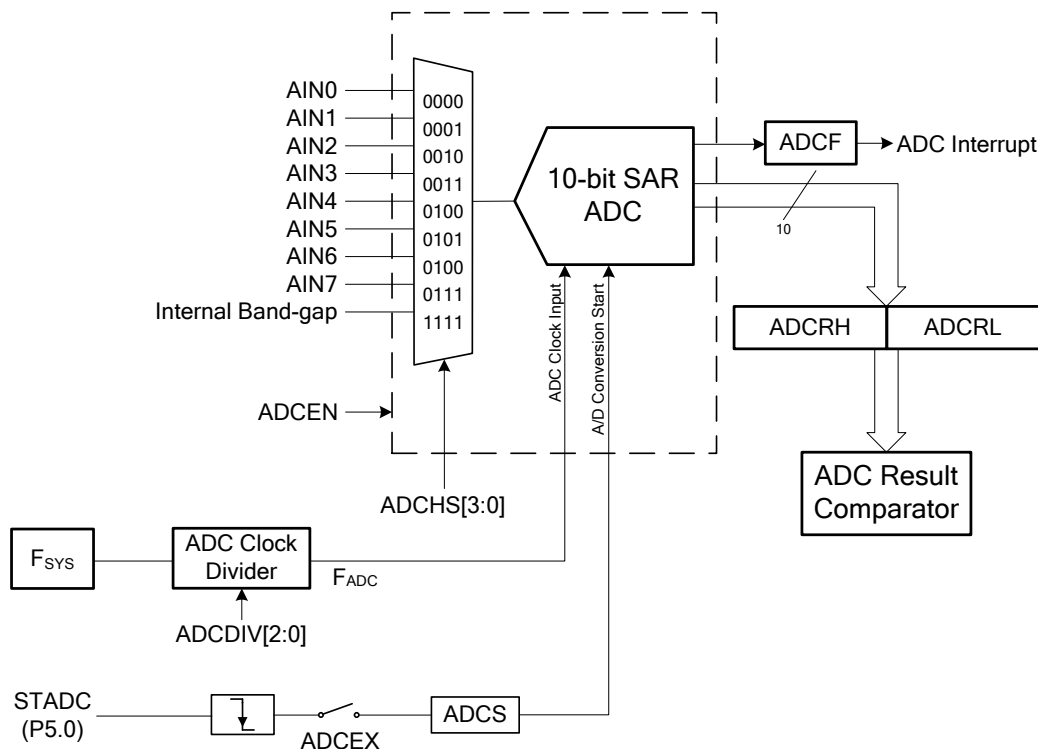 AIN0
AIN1
AIN2
AIN3
AIN4
AIN5
AIN6
AIN7
Internal Band-gap
0000
0001
0010
0011
0100
0101
0100
0111
1111
ADCEN
ADCHS[3:0]
10-bit SAR
ADC
ADC Clock Input
A/D Conversion Start
ADCF
ADC Interrupt
10
ADCRH
ADCRL
ADC Result
Comparator
FSYS
ADC Clock
Divider
FADC
ADCDIV[2:0]
STADC
(P5.0)
ADCEX
ADCS